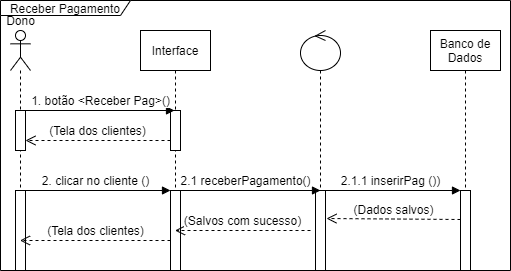 Receber Pagamento
Dono
Interface
Banco de
Dados
1. botão <Receber Pag>()
(Tela dos clientes)
2. clicar no cliente ()
2.1 receberPagamento()
2.1.1 inserirPag ())
(Dados salvos)
(Salvos com sucesso)
(Tela dos clientes)